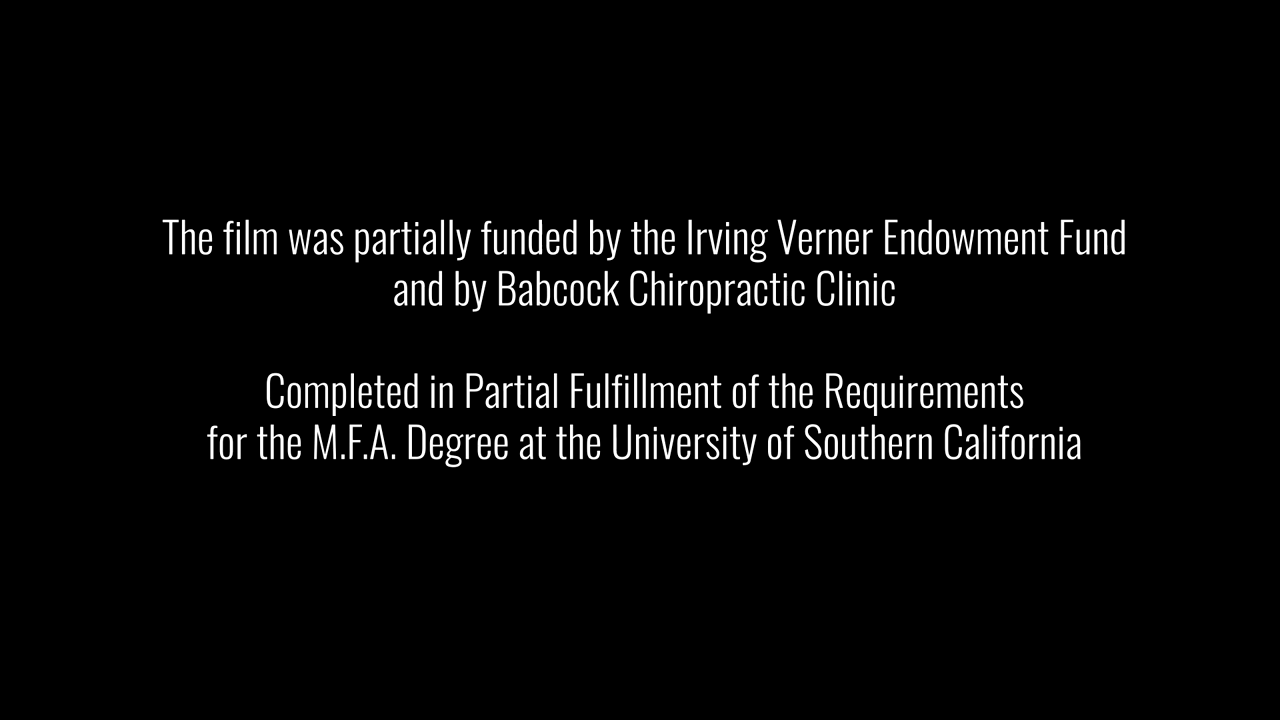 The film was partially funded by the Irving Verner Endowment Fund
and by Babcock Chiropractic Clinic
Completed in Partial Fulfillment of the Requirements
for the M.F.A. Degree at the University of Southern California